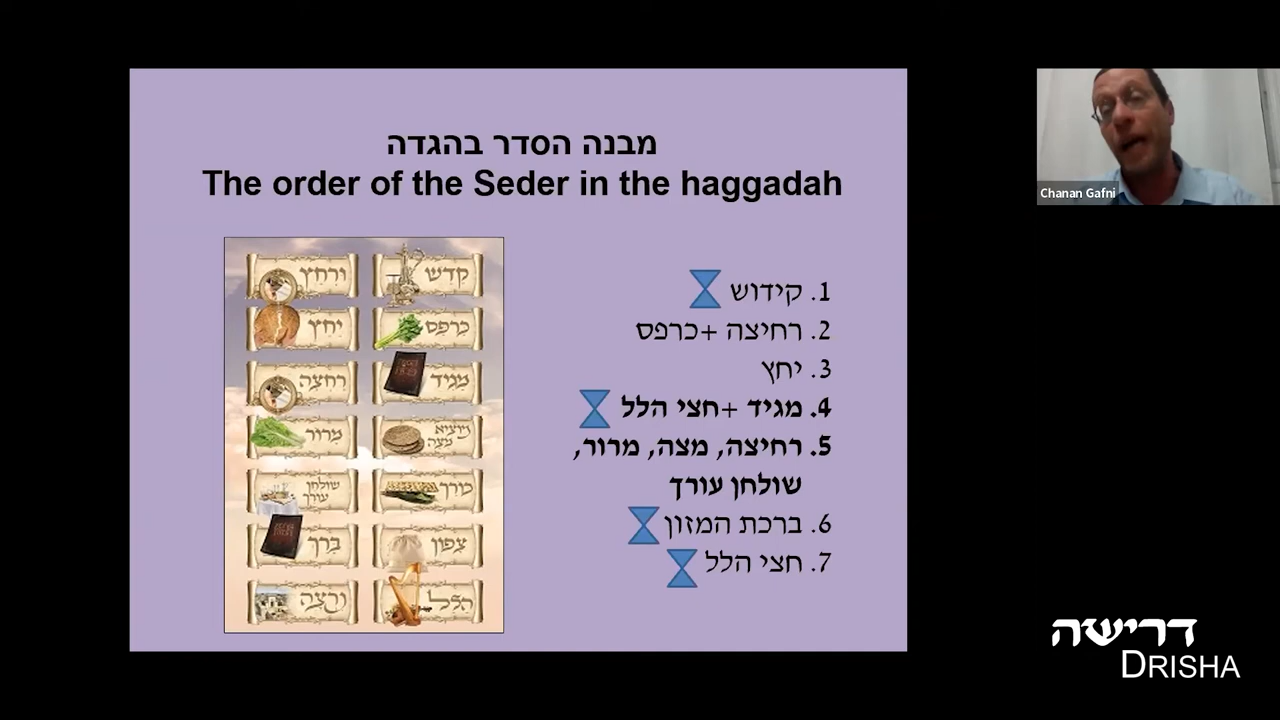 מבנה הסדר בהגדה
The order of the Seder in the haggadah
קדש
ורחץ
כרפס
יחץ
מגיד
רחצה
מוציא
מצה
מרור
כורך
שולחן
עורך
צפון
ברך
הלל
נרצה
1. קידוש
2. רחיצה +כרפס
3. יחץ
4. מגיד +חצי הלל
5. רחיצה, מצה, מרור,
שולחן עורך
6. ברכת המזון
7. חצי הלל
Chanan Gafni
דרישה
DRISHA